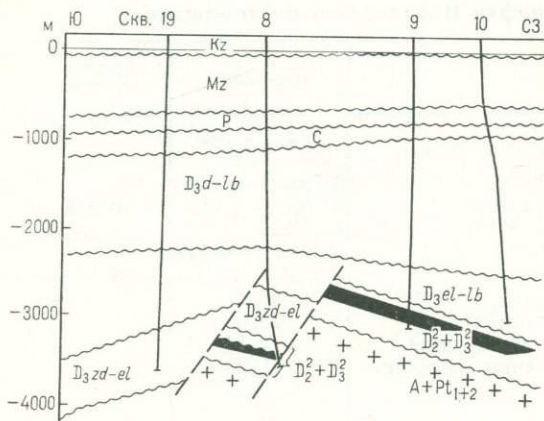 м Ю Скв. 19 8 9 10 СЗ
0 Kz
Mz
P
-1000 C
D₃d-lb
-2000
-3000 D₃zd-el D₃el-lb
D₂²+D₃²
D₃zd-el D₂²+D₃²
A+Pt₁₊₂
-4000